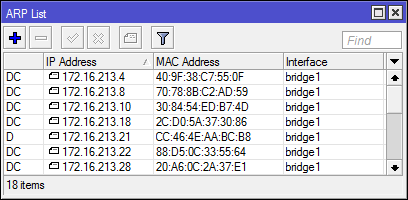 ARP List
Find
IP Address MAC Address Interface
DC 172.16.213.4 40:9F:38:C7:55:0F bridge1
DC 172.16.213.8 70:78:8B:C2:AD:59 bridge1
DC 172.16.213.10 30:84:54:ED:B7:4D bridge1
DC 172.16.213.18 2C:D0:5A:37:30:86 bridge1
D 172.16.213.21 CC:46:4E:AA:BC:B8 bridge1
DC 172.16.213.22 88:D5:0C:33:55:64 bridge1
DC 172.16.213.28 20:A6:0C:2A:37:E1 bridge1
18 items